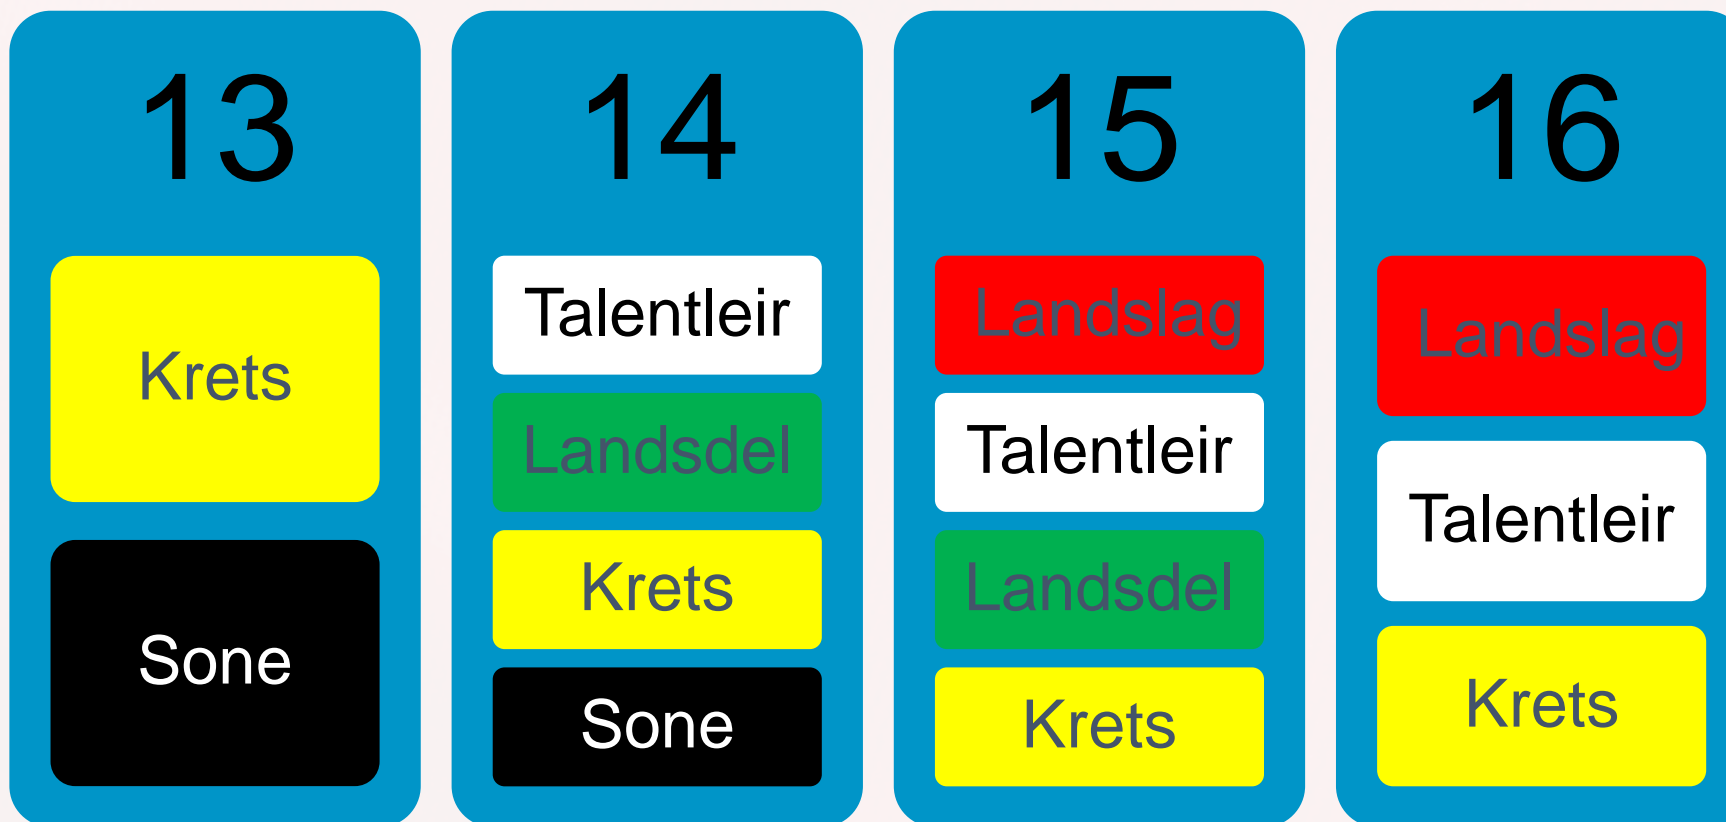 13
Krets
Sone
14
Talentleir
Landsdel
Krets
Sone
15
Landslag
Talentleir
Landsdel
Krets
16
Landslag
Talentleir
Krets